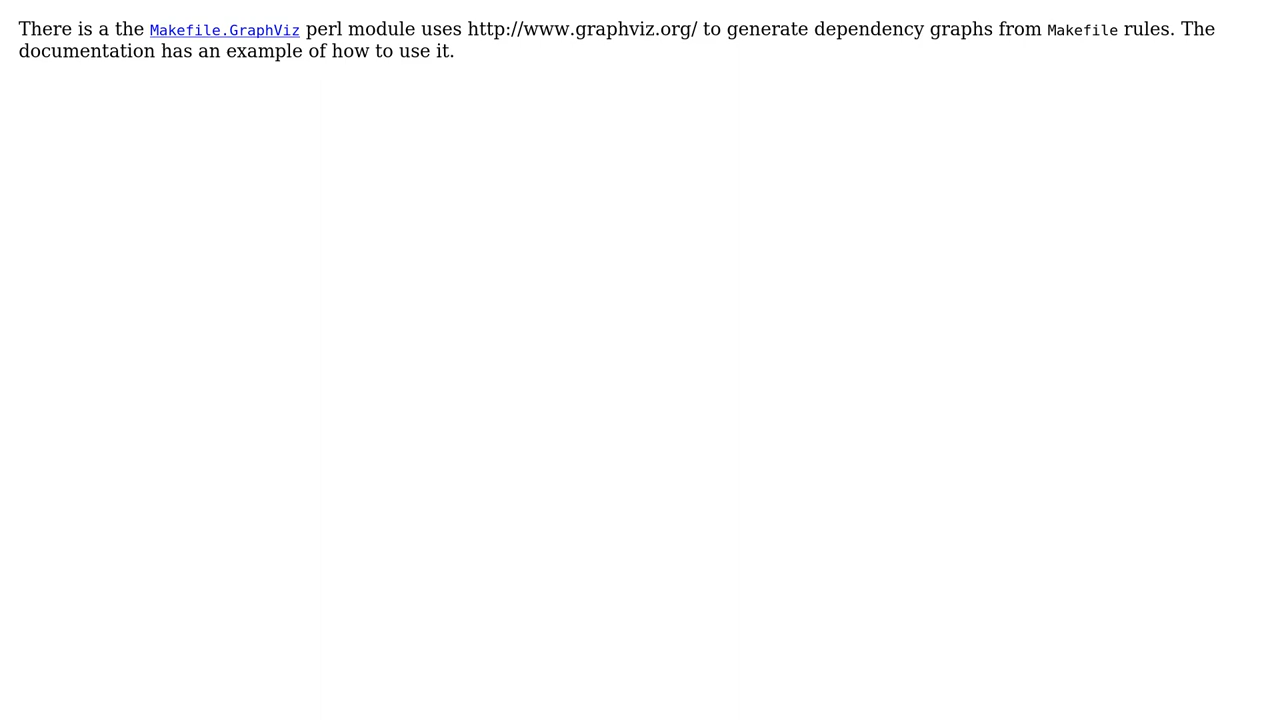 There is a the Makefile.GraphViz perl module uses http://www.graphviz.org/ to generate dependency graphs from Makefile rules. The
documentation has an example of how to use it.